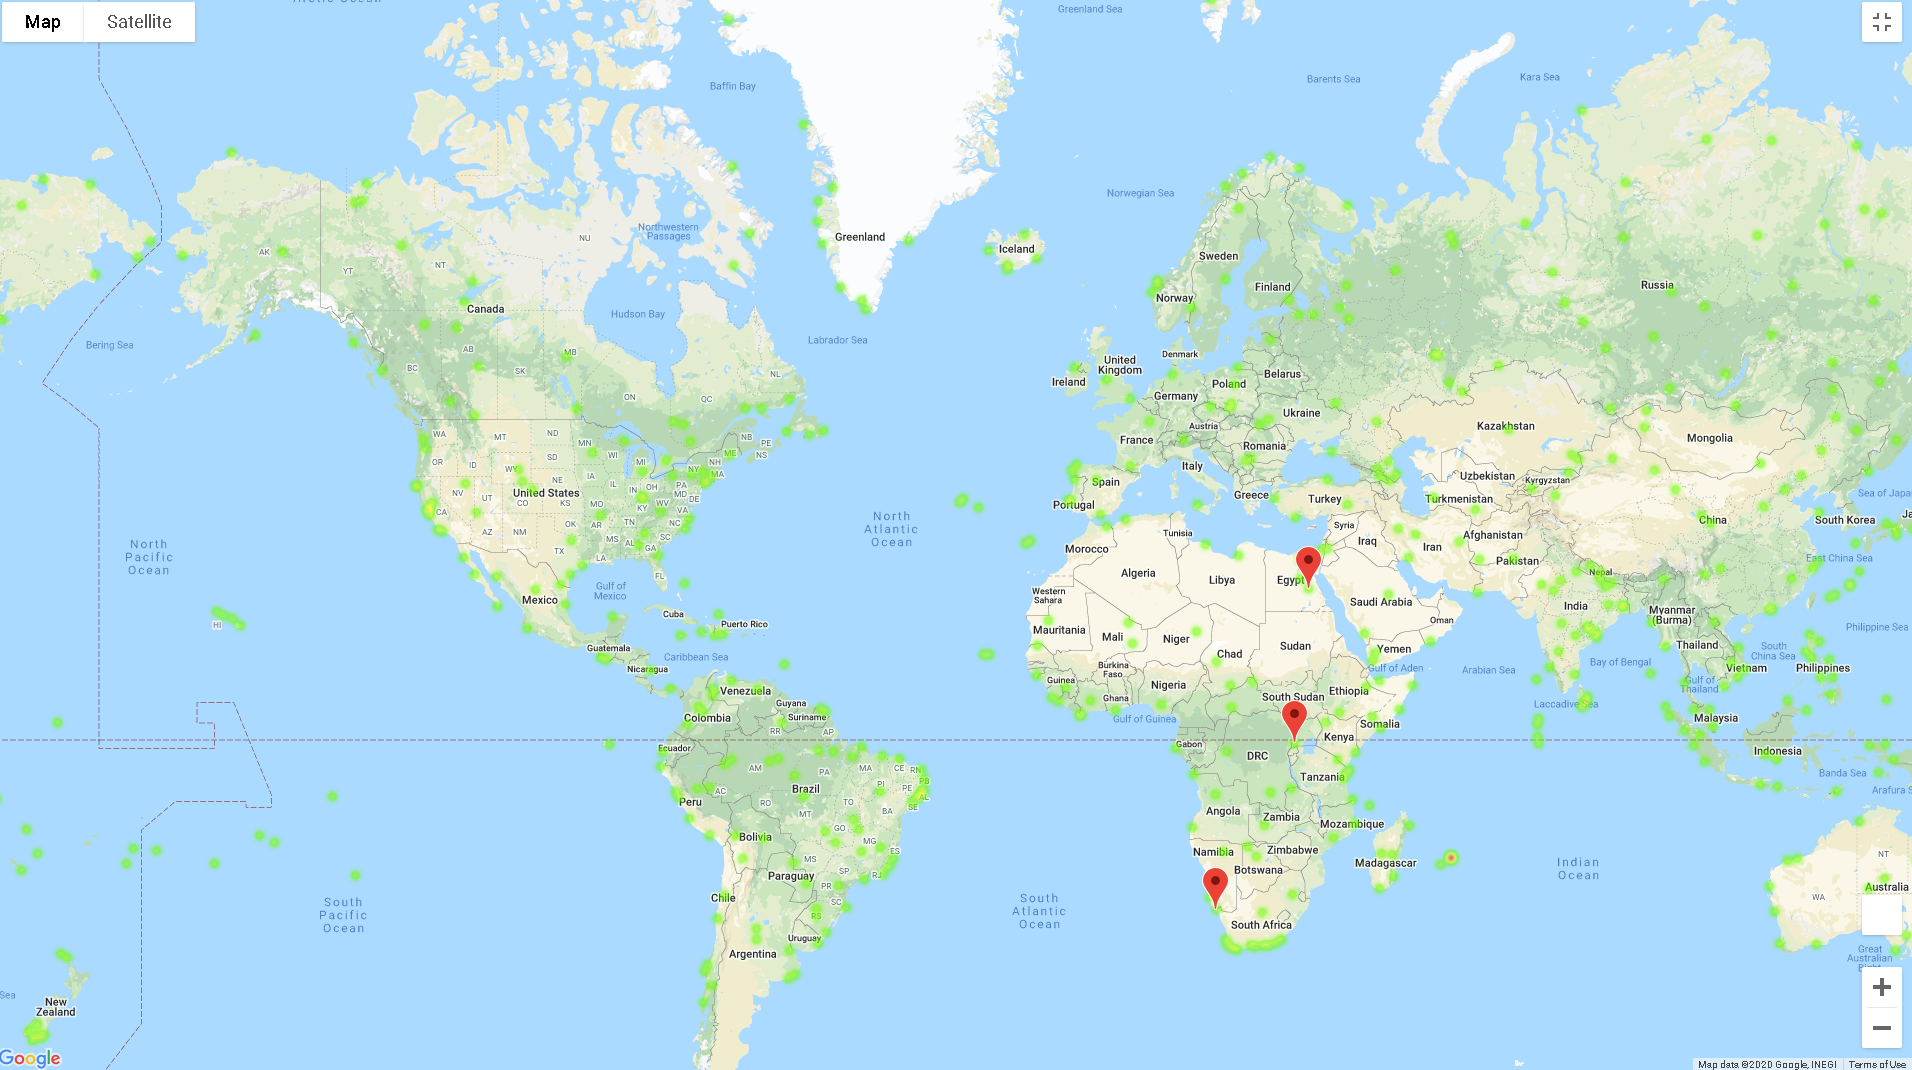 Arctic Ocean
Greenland Sea
Map
Satellite
Barents Sea
Kara Sea
Baffin Bay
Norwegian Sea
Northwestern
Passages
NU
Greenland
Iceland
AK
YT
NT
Sweden
Finland
Russia
Norway
Canada
Hudson Bay
Labrador Sea
Bering Sea
Denmark
United
Kingdom
Ireland
AB
BC
SK
MB
NL
ON
QC
Poland
Belarus
Germany
Ukraine
Austria
France
Romania
Kazakhstan
Mongolia
WA
MT
ND
MN
NB
PE
NS
OR
ID
SD
WI
MI
NH
ME
Italy
WY
IA
NY
MA
Uzbekistan
Kyrgyzstan
NV
UT
United States
CO
KS
MO
IL
IN
OH
PA
MD
DE
KY
WV
VA
Spain
Portugal
Greece
Turkey
Turkmenistan
Sea of Japan
CA
AZ
NM
OK
AR
TN
NC
SC
MS
AL
GA
LA
TX
FL
North
Atlantic
Ocean
Tunisia
Syria
Iraq
Iran
Afghanistan
China
South Korea
Ja
North
Pacific
Ocean
Morocco
Algeria
Libya
Egypt
Pakistan
Nepal
East China Sea
Gulf of
Mexico
Western
Sahara
Saudi Arabia
India
Myanmar
(Burma)
Mexico
Cuba
Puerto Rico
HI
Mauritania
Mali
Niger
Chad
Sudan
Oman
Yemen
Philippine Sea
Thailand
South
China Sea
Guatemala
Caribbean Sea
Nicaragua
Burkina
Faso
Gulf of Aden
Arabian Sea
Bay of Bengal
Vietnam
Philippines
Guinea
Ghana
Nigeria
South Sudan
Ethiopia
Gulf of
Thailand
Venezuela
Guyana
Suriname
Colombia
Gulf of Guinea
Somalia
Laccadive Sea
Malaysia
RR
AP
Ecuador
Gabon
DRC
Kenya
Indonesia
AM
PA
MA
CE
RN
PB
PI
PE
AL
SE
Tanzania
Banda Sea
Arafura S
Peru
AC
RO
Brazil
TO
BA
MT
Angola
Zambia
Mozambique
Bolivia
GO
MG
ES
Namibia
Zimbabwe
Botswana
Madagascar
Indian
Ocean
NT
MS
SP
RJ
Paraguay
PR
SC
Chile
RS
WA
Australia
South
Pacific
Ocean
South
Atlantic
Ocean
South Africa
Uruguay
Argentina
Great
Australian
Bight
Sea
New
Zealand
Google
Map data ©2020 Google, INEGI
Terms of Use